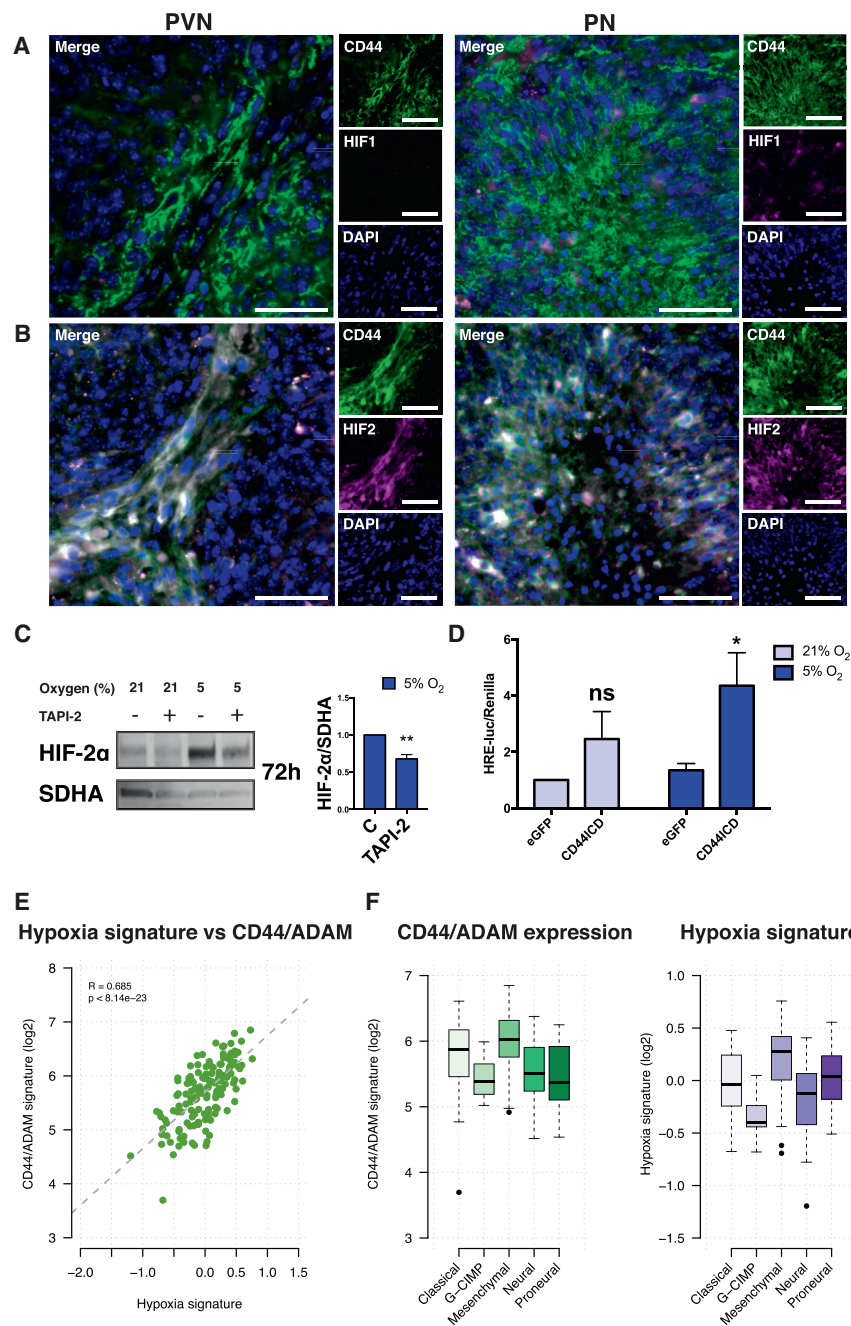 PVN
PN
A
Merge
CD44
HIF1
DAPI
Merge
CD44
HIF1
DAPI
B
Merge
CD44
HIF2
DAPI
Merge
CD44
HIF2
DAPI
C
Oxygen (%) 21 21 5 5
TAPI-2 - + - +
HIF-2α
SDHA
72h
5% O2
HIF-2α/SDHA
1.5
1.0
0.5
0.0
**
C
TAPI-2
D
HRE-luc/Renilla
6
4
2
0
ns
*
21% O2
5% O2
eGFP
CD44ICD
eGFP
CD44ICD
E
Hypoxia signature vs CD44/ADAM
R = 0.685
p < 8.14e−23
CD44/ADAM signature (log2)
8
7
6
5
4
3
−2.0 −1.0 0.0 0.5 1.0 1.5
Hypoxia signature
F
CD44/ADAM expression
CD44/ADAM signature (log2)
7
6
5
4
3
Classical
G−CIMP
Mesenchymal
Neural
Proneural
Hypoxia signature
Hypoxia signature (log2)
1.0
0.5
0.0
−0.5
−1.0
−1.5
Classical
G−CIMP
Mesenchymal
Neural
Proneural